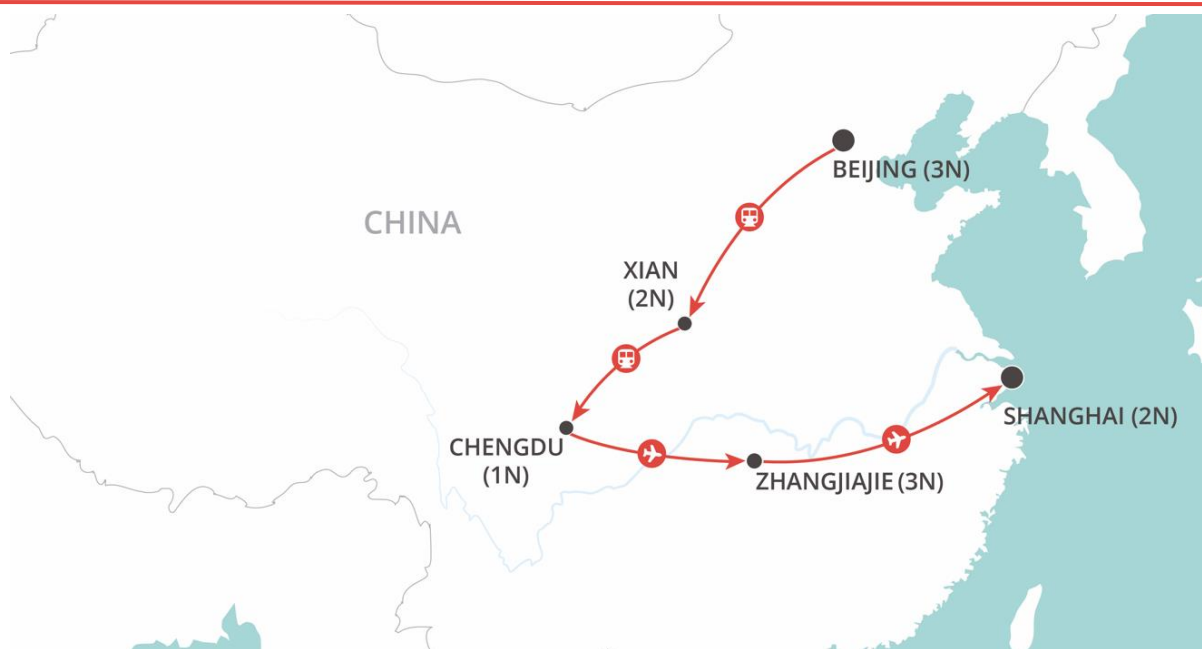 BEIJING (3N)
CHINA
XIAN
(2N)
SHANGHAI (2N)
CHENGDU
(1N)
ZHANGJIAJIE (3N)